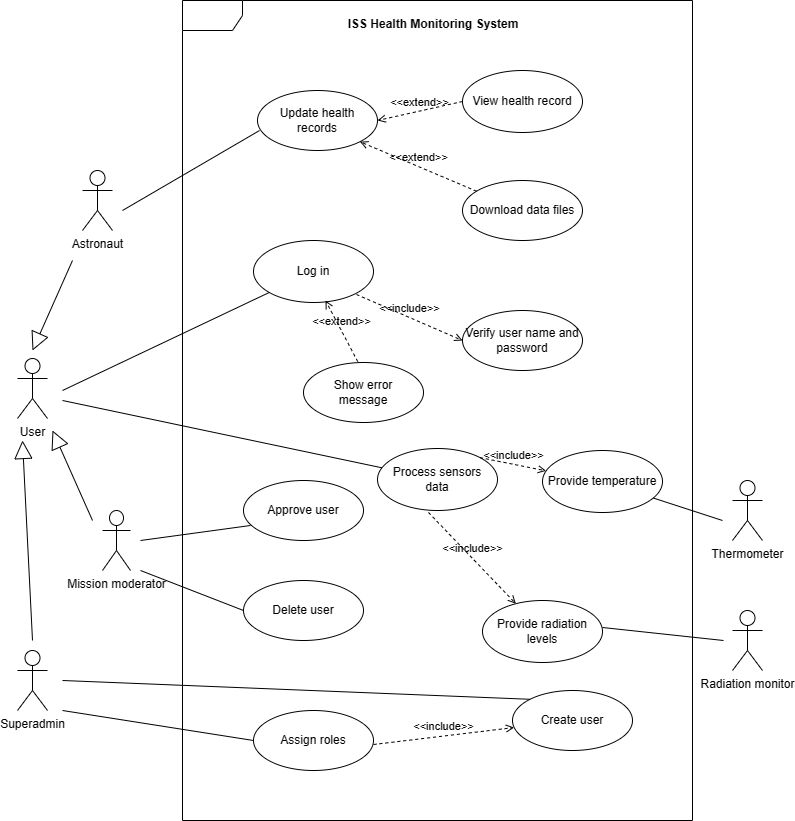 ISS Health Monitoring System
Update health
records
<<extend>>
View health record
<<extend>>
Download data files
Astronaut
Log in
<<include>>
<<extend>>
Verify user name and
password
Show error
message
User
Process sensors
data
<<include>>
Provide temperature
Thermometer
Approve user
<<include>>
Mission moderator
Delete user
Provide radiation
levels
Radiation monitor
Superadmin
Create user
<<include>>
Assign roles